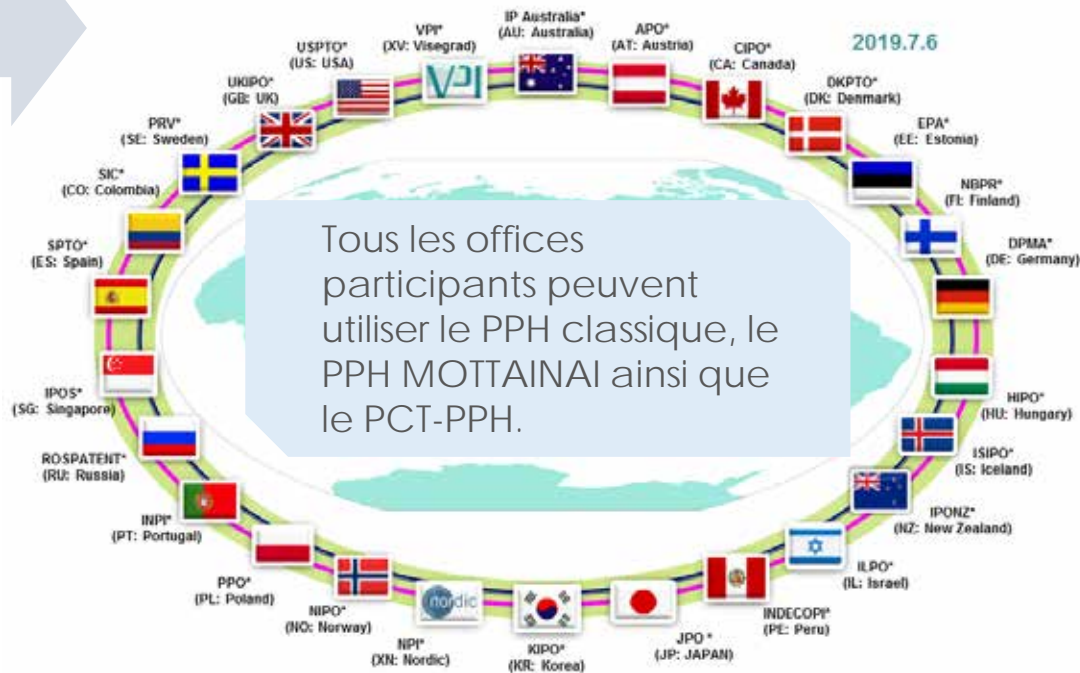 IP Australia*
(AU: Australia)
APO*
(AT: Austria)
CIPO*
(CA: Canada)
2019.7.6
DKPTO*
(DK: Denmark)
EPA*
(EE: Estonia)
NBPR*
(FI: Finland)
DPMA*
(DE: Germany)
HIPO*
(HU: Hungary)
ISIPO*
(IS: Iceland)
IPONZ*
(NZ: New Zealand)
ILPO*
(IL: Israel)
INDECOPI*
(PE: Peru)
JPO *
(JP: JAPAN)
KIPO*
(KR: Korea)
nordic
NPI*
(XN: Nordic)
NIPO*
(NO: Norway)
PPO*
(PL: Poland)
INPI*
(PT: Portugal)
ROSPATENT*
(RU: Russia)
IPOS*
(SG: Singapore)
SPTO*
(ES: Spain)
SIC*
(CO: Colombia)
PRV*
(SE: Sweden)
UKIPO*
(GB: UK)
USPTO*
(US: USA)
VPI*
(XV: Visegrad)
VPI
Tous les offices
participants peuvent
utiliser le PPH classique, le
PPH MOTTAINAI ainsi que
le PCT-PPH.